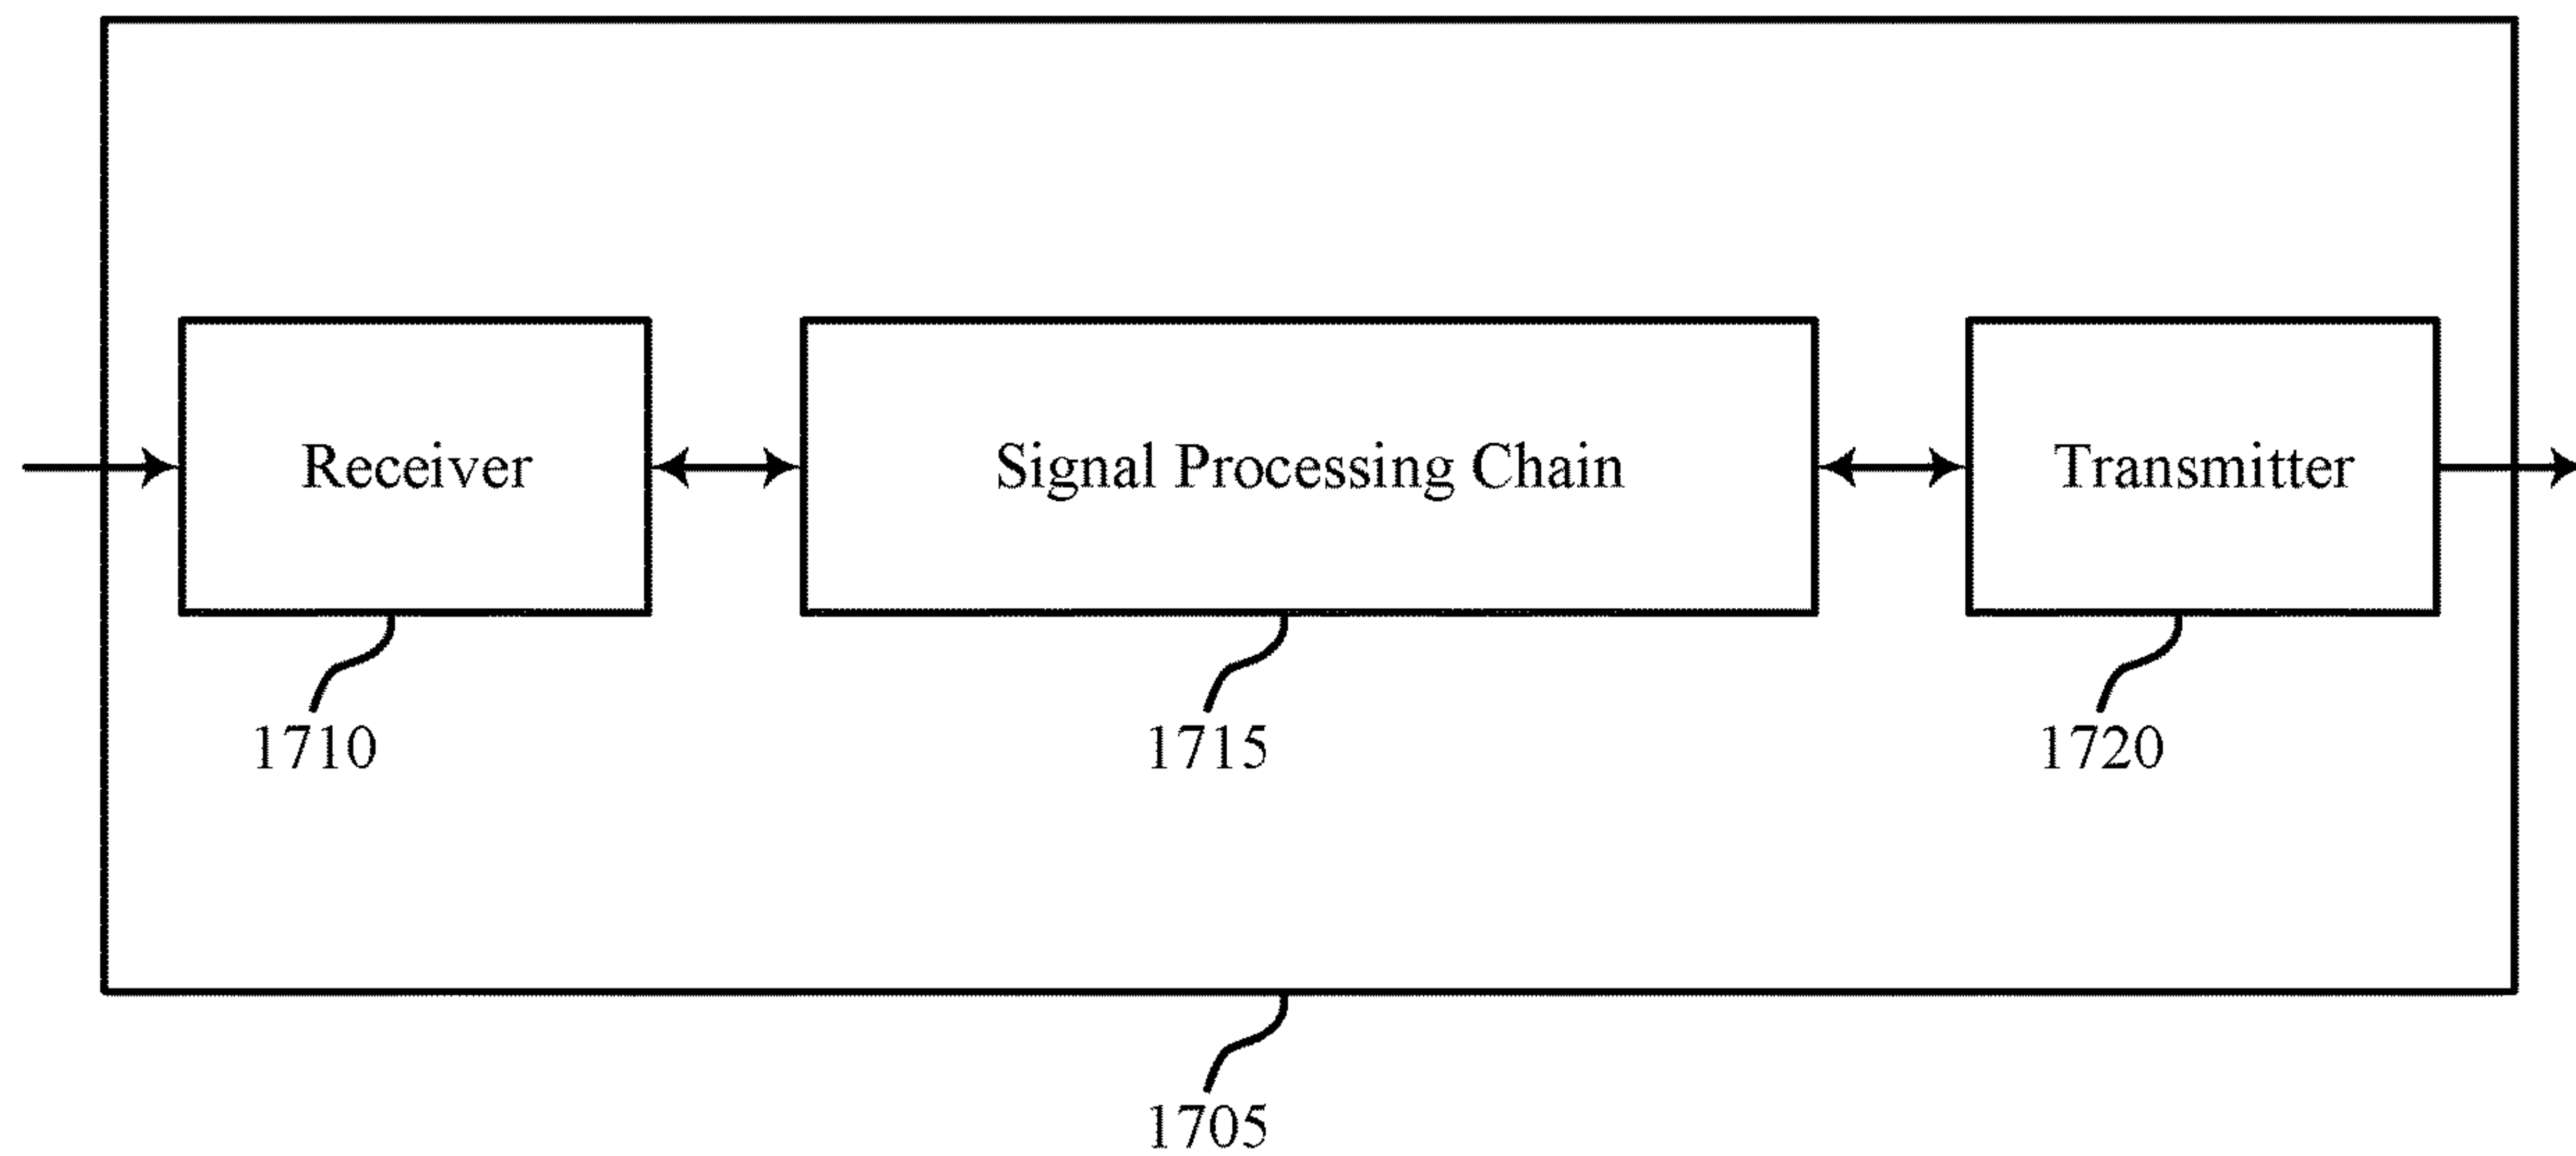 Receiver
Signal Processing Chain
Transmitter
1710
1715
1720
1705